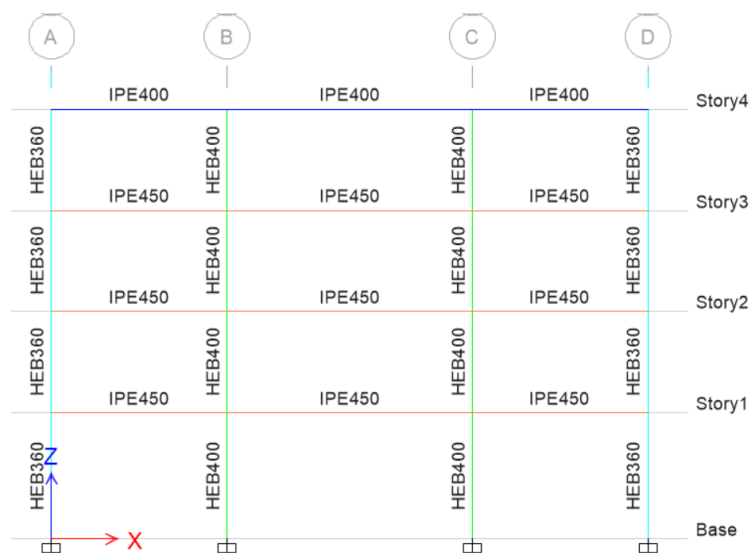 A B C D
IPE400 IPE400 IPE400
Story4
HEB360 HEB400 HEB400 HEB360
IPE450 IPE450 IPE450
Story3
HEB360 HEB400 HEB400 HEB360
IPE450 IPE450 IPE450
Story2
HEB360 HEB400 HEB400 HEB360
IPE450 IPE450 IPE450
Story1
HEB360 HEB400 HEB400 HEB360
Z
X
Base